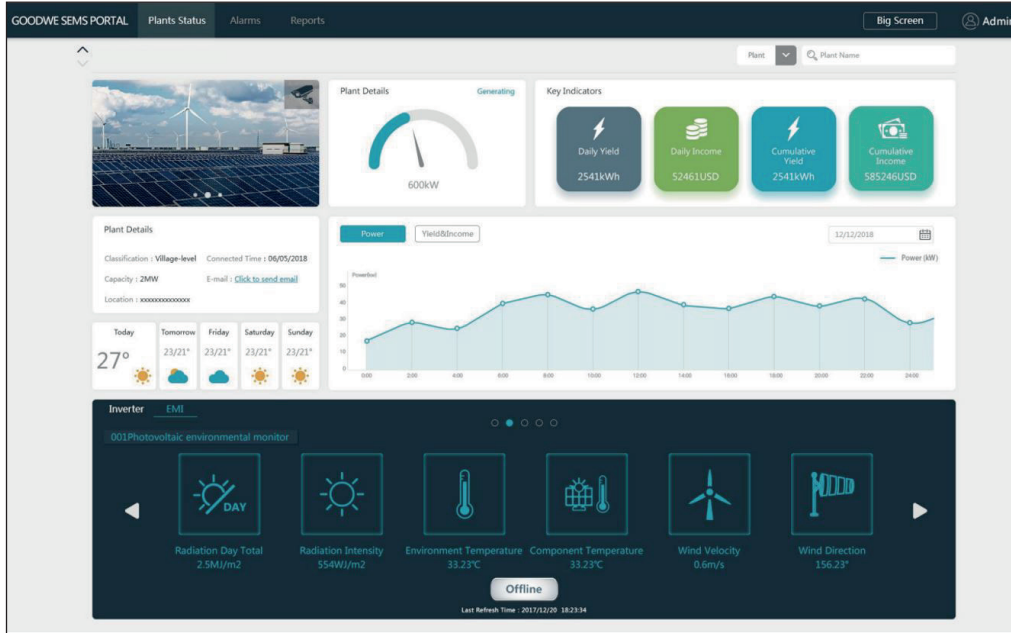 GOODWE SEMS PORTAL Plants Status Alarms Reports Big Screen Admin
Plant Plant Name
Plant Details Generating
600kW
Key Indicators
Daily Yield
2541kWh
Daily Income
52461USD
Cumulative
Yield
2541kWh
Cumulative
Income
585246USD
Plant Details
Classification : Village-level Connected Time : 06/05/2018
Capacity : 2MW E-mail : Click to send email
Location : xxxxxxxxxxxxx
Power Yield&Income 12/12/2018
Power (kW)
50
40
30
20
10
0
0:00 2:00 4:00 6:00 8:00 10:00 12:00 14:00 16:00 18:00 20:00 22:00 24:00
Today Tomorrow Friday Saturday Sunday
27° 23/21° 23/21° 23/21° 23/21°
Inverter EMI
001Photovoltaic environmental monitor
DAY
Radiation Day Total
2.5MJ/m2
Radiation Intensity
554WJ/m2
Environment Temperature
33.23℃
Component Temperature
33.23℃
Wind Velocity
0.6m/s
Wind Direction
156.23°
Offline
Last Refresh Time : 2017/12/20 18:23:34